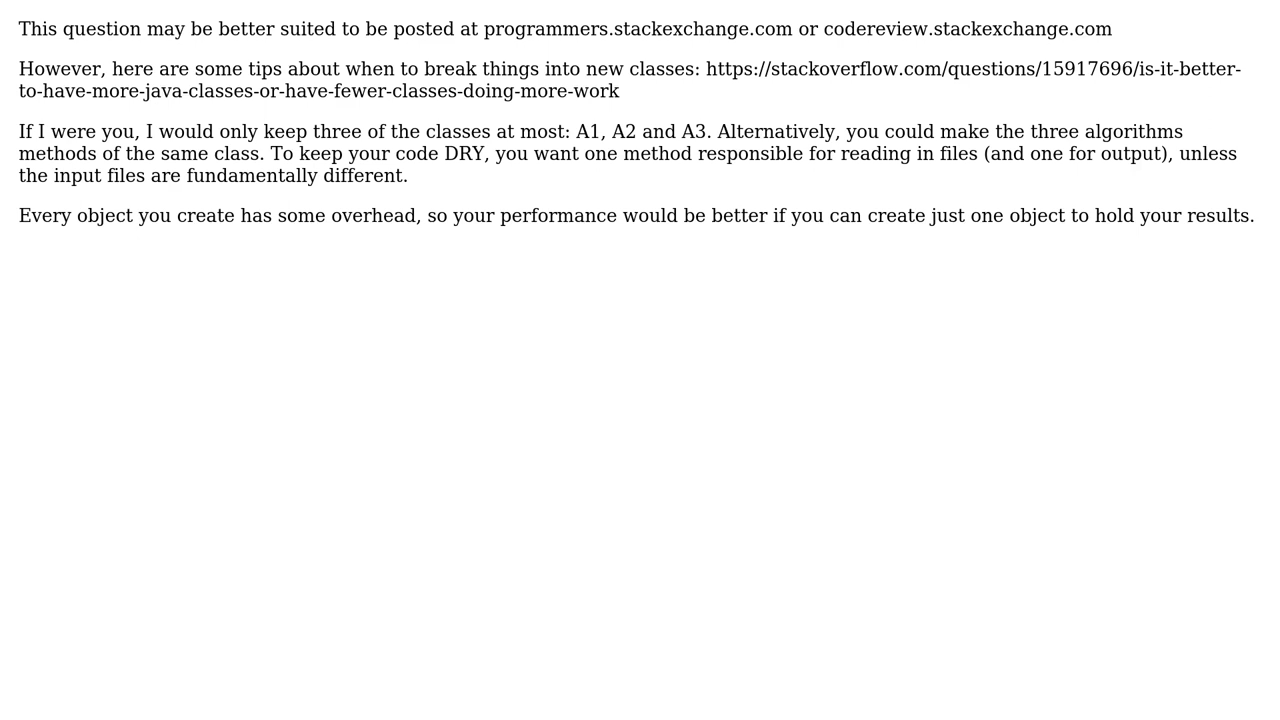 This question may be better suited to be posted at programmers.stackexchange.com or codereview.stackexchange.com
However, here are some tips about when to break things into new classes: https://stackoverflow.com/questions/15917696/is-it-better-
to-have-more-java-classes-or-have-fewer-classes-doing-more-work
If I were you, I would only keep three of the classes at most: A1, A2 and A3. Alternatively, you could make the three algorithms
methods of the same class. To keep your code DRY, you want one method responsible for reading in files (and one for output), unless
the input files are fundamentally different.
Every object you create has some overhead, so your performance would be better if you can create just one object to hold your results.